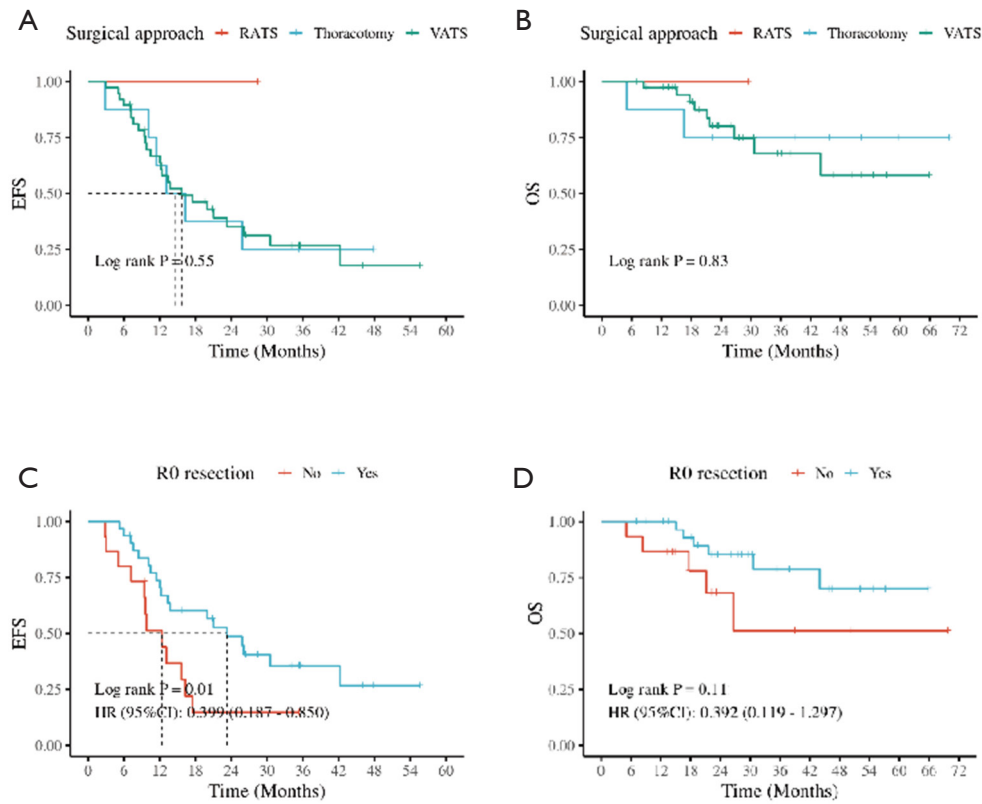 A
Surgical approach RATS Thoracotomy VATS
1.00
0.75
0.50
0.25
0.00
EFS
Log rank P = 0.55
0 6 12 18 24 30 36 42 48 54 60
Time (Months)
B
Surgical approach RATS Thoracotomy VATS
1.00
0.75
0.50
0.25
0.00
OS
Log rank P = 0.83
0 6 12 18 24 30 36 42 48 54 60 66 72
Time (Months)
C
R0 resection No Yes
1.00
0.75
0.50
0.25
0.00
EFS
Log rank P = 0.01
HR (95%CI): 0.399 (0.187 - 0.850)
0 6 12 18 24 30 36 42 48 54 60
Time (Months)
D
R0 resection No Yes
1.00
0.75
0.50
0.25
0.00
OS
Log rank P = 0.11
HR (95%CI): 0.392 (0.119 - 1.297)
0 6 12 18 24 30 36 42 48 54 60 66 72
Time (Months)